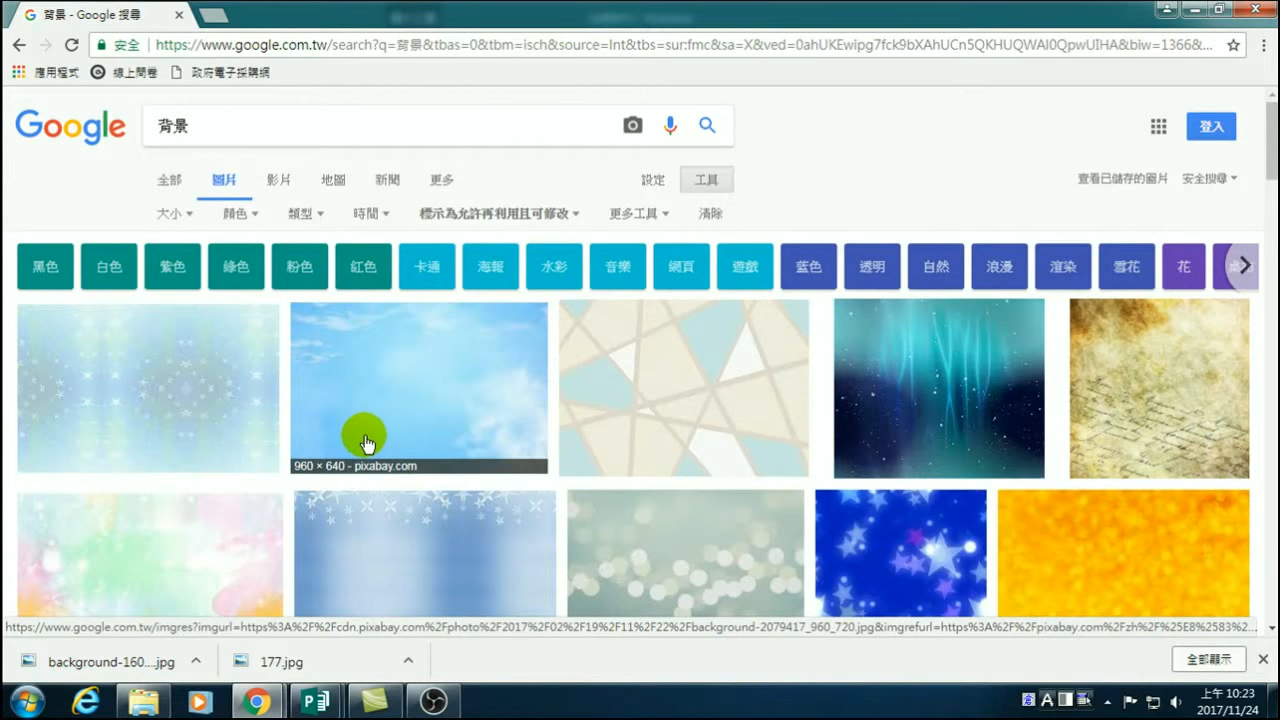 背景 - Google 搜尋
安全 https://www.google.com.tw/search?q=背景&tbas=0&tbm=isch&source=lnt&tbs=sur:fmc&sa=X&ved=0ahUKEwipg7fck9bXAhUCn5QKHUQWAl0QpwUIHA&biw=1366&...
應用程式 線上問卷 政府電子採購網
Google 背景 登入
全部 圖片 影片 地圖 新聞 更多 設定 工具 查看已儲存的圖片 安全搜尋
大小 顏色 類型 時間 標示為允許再利用且可修改 更多工具 清除
黑色 白色 紫色 綠色 粉色 紅色 卡通 海報 水彩 音樂 網頁 遊戲 藍色 透明 自然 浪漫 渲染 雪花 花
960 × 640 - pixabay.com
https://www.google.com.tw/imgres?imgurl=https%3A%2F%2Fcdn.pixabay.com%2Fphoto%2F2017%2F02%2F19%2F11%2F22%2Fbackground-2079417_960_720.jpg&imgrefurl=https%3A%2F%2Fpixabay.com%2Fzh%2F%25E8%2583%2...
background-160....jpg 177.jpg 全部顯示
上午 10:23
2017/11/24